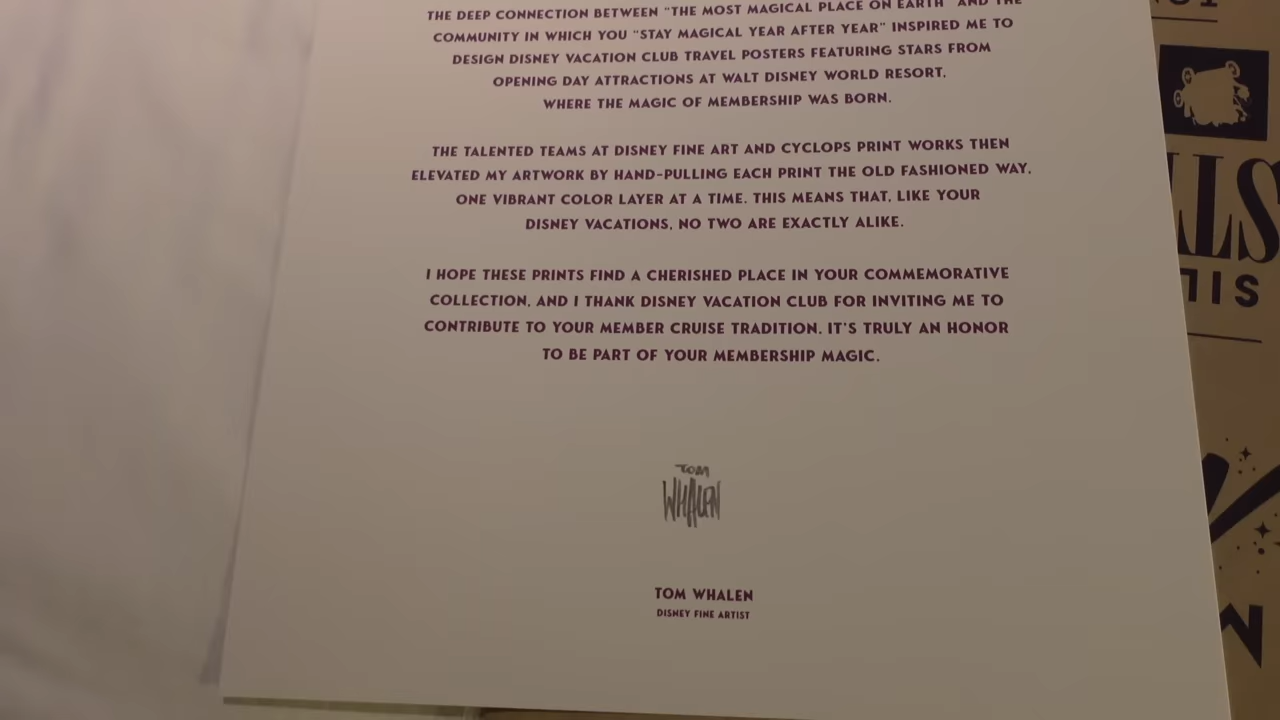 THE DEEP CONNECTION BETWEEN "THE MOST MAGICAL PLACE ON EARTH" AND THE
COMMUNITY IN WHICH YOU "STAY MAGICAL YEAR AFTER YEAR" INSPIRED ME TO
DESIGN DISNEY VACATION CLUB TRAVEL POSTERS FEATURING STARS FROM
OPENING DAY ATTRACTIONS AT WALT DISNEY WORLD RESORT,
WHERE THE MAGIC OF MEMBERSHIP WAS BORN.
THE TALENTED TEAMS AT DISNEY FINE ART AND CYCLOPS PRINT WORKS THEN
ELEVATED MY ARTWORK BY HAND-PULLING EACH PRINT THE OLD FASHIONED WAY,
ONE VIBRANT COLOR LAYER AT A TIME. THIS MEANS THAT, LIKE YOUR
DISNEY VACATIONS, NO TWO ARE EXACTLY ALIKE.
I HOPE THESE PRINTS FIND A CHERISHED PLACE IN YOUR COMMEMORATIVE
COLLECTION, AND I THANK DISNEY VACATION CLUB FOR INVITING ME TO
CONTRIBUTE TO YOUR MEMBER CRUISE TRADITION. IT'S TRULY AN HONOR
TO BE PART OF YOUR MEMBERSHIP MAGIC.
TOM
WHALEN
TOM WHALEN
DISNEY FINE ARTIST